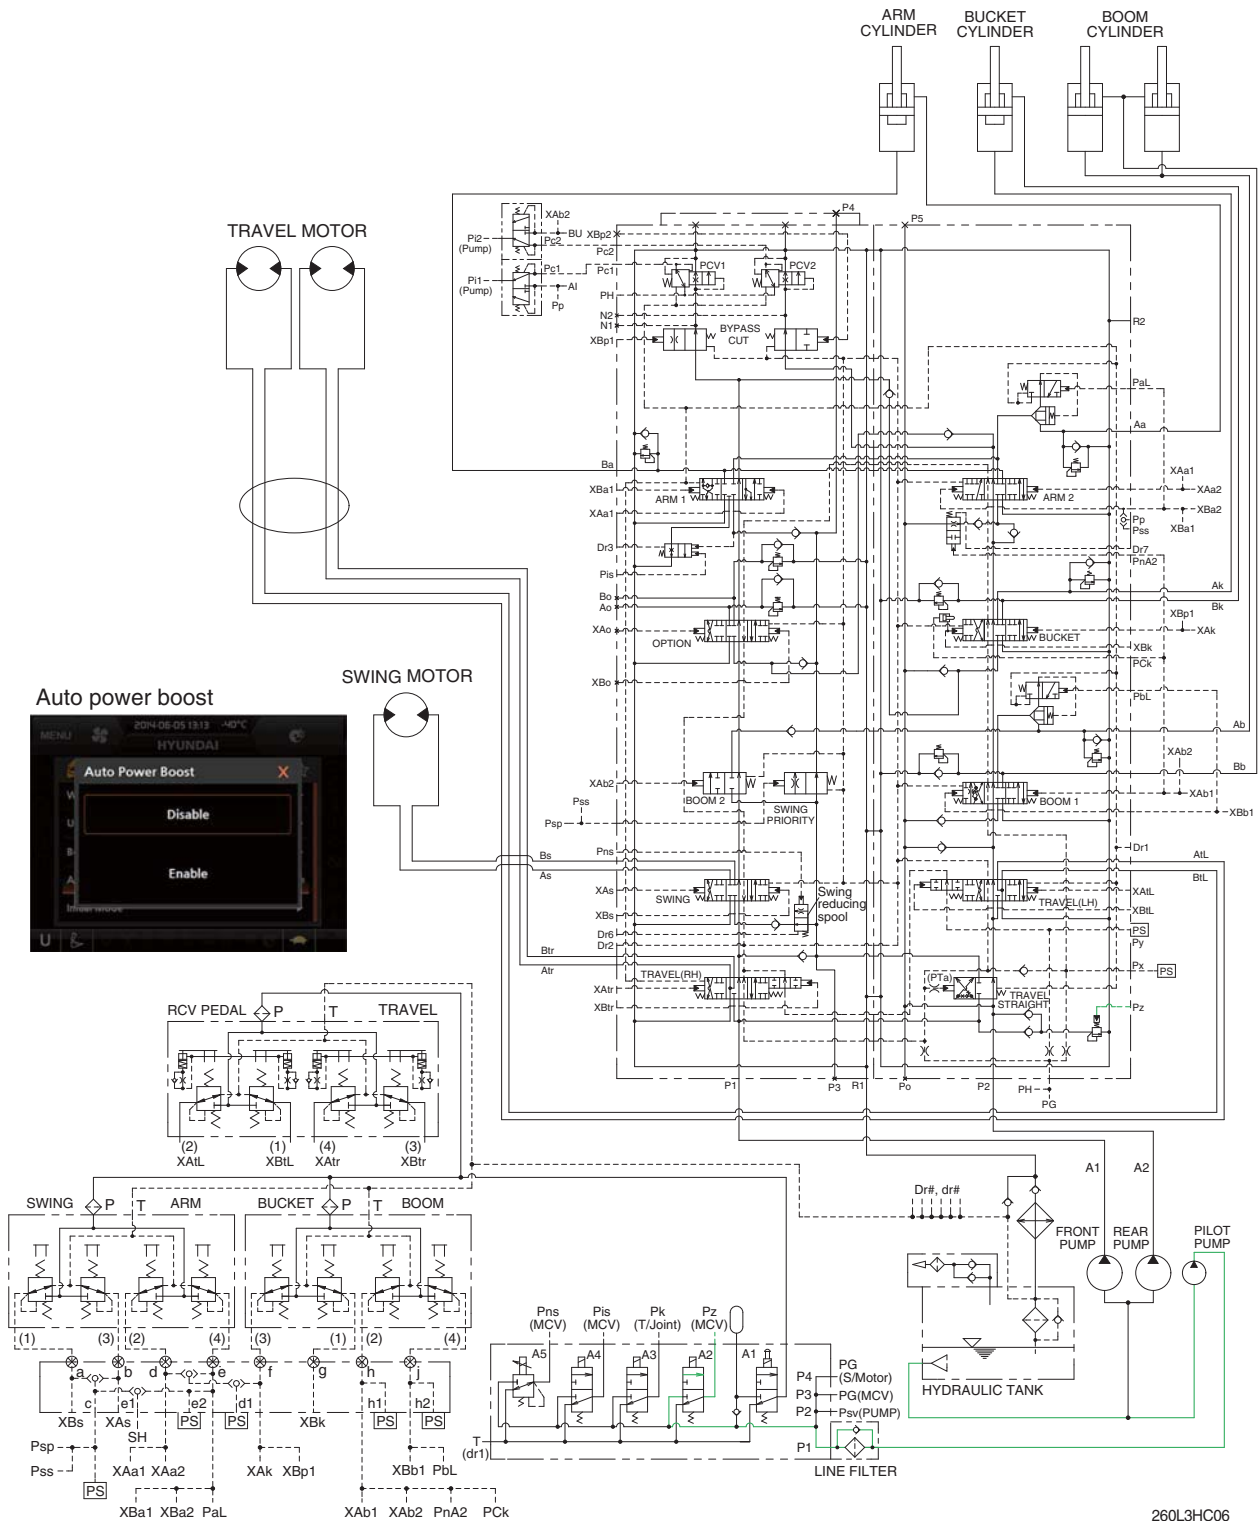 ARM
CYLINDER
BUCKET
CYLINDER
BOOM
CYLINDER
TRAVEL MOTOR
XAb2
Pi2
(Pump)
BU
Pc2
Pc1
Pi1
(Pump)
AI
Pp
XBp2
Pc2
Pc1
PH
N2
N1
XBp1
P4
P5
PCV1
PCV2
BYPASS
CUT
R2
PaL
Aa
Ba
XBa1
ARM 1
XAa1
ARM 2
XAa1
XAa2
XBa2
Pp
Pss
XBa1
Dr3
Pis
Dr7
PnA2
Bo
Ao
Ak
Bk
XAo
OPTION
XBo
BUCKET
XBp1
XAk
XBk
PCk
PbL
Ab
Bb
SWING MOTOR
Auto power boost
MENU
2014-06-05 13:13 -40°C
HYUNDAI
Auto Power Boost X
Disable
Enable
U
XAb2
Pss
Psp
BOOM 2
SWING
PRIORITY
BOOM 1
XAb2
XAb1
XBb1
Bs
As
Pns
XAs
SWING
XBs
Dr6
Dr2
Swing
reducing
spool
Dr1
AtL
BtL
XAtL
TRAVEL(LH)
XBtL
PS
Py
Px
PS
Btr
Atr
XAtr
TRAVEL(RH)
XBtr
(PTa)
TRAVEL
STRAIGHT
Pz
P1
P3
R1
Po
P2
PH
PG
RCV PEDAL
P
T
TRAVEL
(2)
XAtL
(1)
XBtL
(4)
XAtr
(3)
XBtr
SWING
P
T
ARM
BUCKET
P
T
BOOM
(1)
(3)
(2)
(4)
(3)
(1)
(2)
(4)
a
b
d
e
f
g
h
j
c
e1
e2
d1
h1
h2
XBs
XAs
SH
PS
PS
XBk
PS
PS
Psp
Pss
PS
XAa1
XAa2
XAk
XBp1
XBb1
PbL
XBa1
XBa2
PaL
XAb1
XAb2
PnA2
PCk
Dr#, dr#
A1
A2
FRONT
PUMP
REAR
PUMP
PILOT
PUMP
HYDRAULIC TANK
Pns
(MCV)
Pis
(MCV)
Pk
(T/Joint)
Pz
(MCV)
A5
A4
A3
A2
A1
T
(dr1)
PG
P4
(S/Motor)
P3
PG(MCV)
P2
Psv(PUMP)
P1
LINE FILTER
260L3HC06